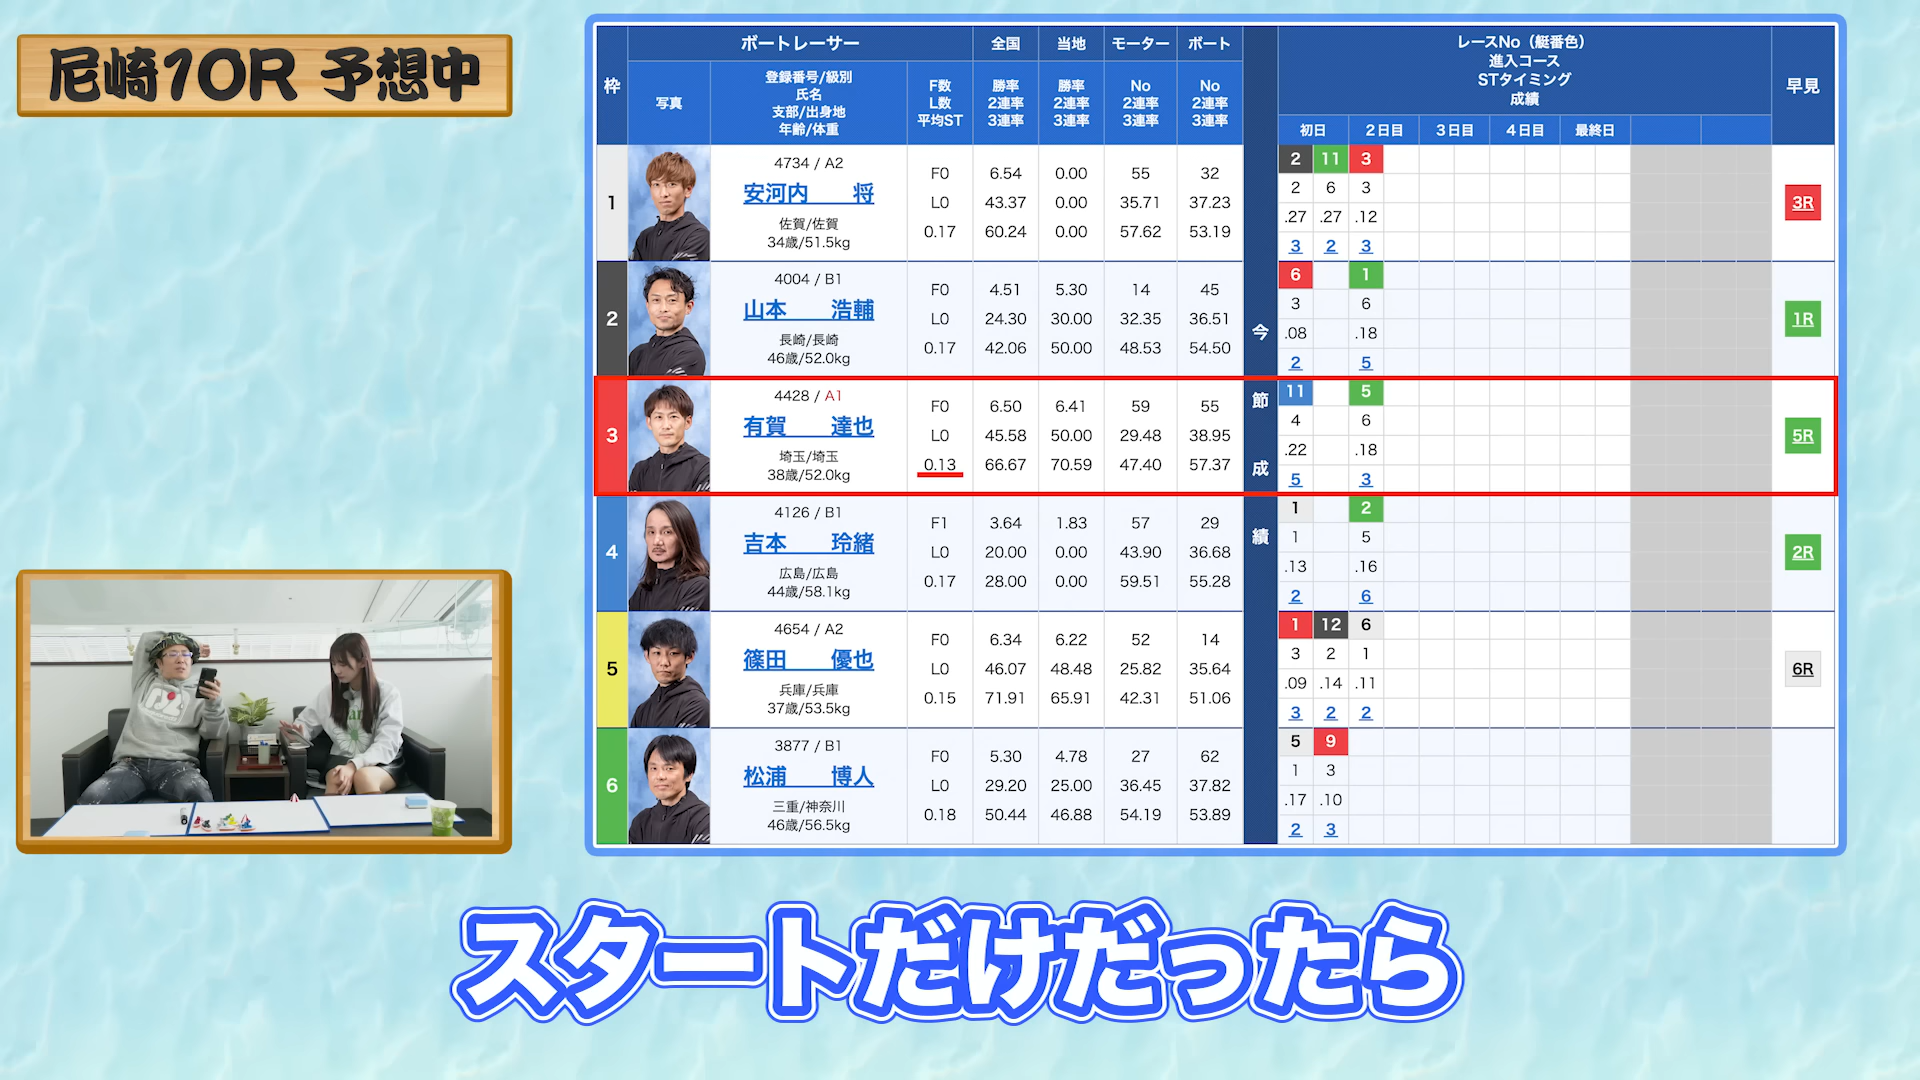 尼崎10R 予想中
枠 ボートレーサー 全国 当地 モーター ボート レースNo（艇番色） 進入コース STタイミング 成績 早見
写真 登録番号/級別 氏名 支部/出身地 年齢/体重 F数 L数 平均ST 勝率 2連率 3連率 勝率 2連率 3連率 No 2連率 3連率 No 2連率 3連率
初日 2日目 3日目 4日目 最終日
今節成績
1 4734 / A2 F0 6.54 0.00 55 32 2 11 3 3R
安河内 将 L0 43.37 0.00 35.71 37.23 2 6 3
佐賀/佐賀 0.17 60.24 0.00 57.62 53.19 .27 .27 .12
34歳/51.5kg 3 2 3
2 4004 / B1 F0 4.51 5.30 14 45 6 1 1R
山本 浩輔 L0 24.30 30.00 32.35 36.51 3 6
長崎/長崎 0.17 42.06 50.00 48.53 54.50 .08 .18
46歳/52.0kg 2 5
3 4428 / A1 F0 6.50 6.41 59 55 11 5 5R
有賀 達也 L0 45.58 50.00 29.48 38.95 4 6
埼玉/埼玉 0.13 66.67 70.59 47.40 57.37 .22 .18
38歳/52.0kg 5 3
4 4126 / B1 F1 3.64 1.83 57 29 1 2 2R
吉本 玲緒 L0 20.00 0.00 43.90 36.68 1 5
広島/広島 0.17 28.00 0.00 59.51 55.28 .13 .16
44歳/58.1kg 2 6
5 4654 / A2 F0 6.34 6.22 52 14 1 12 6 6R
篠田 優也 L0 46.07 48.48 25.82 35.64 3 2 1
兵庫/兵庫 0.15 71.91 65.91 42.31 51.06 .09 .14 .11
37歳/53.5kg 3 2 2
6 3877 / B1 F0 5.30 4.78 27 62 5 9
松浦 博人 L0 29.20 25.00 36.45 37.82 1 3
三重/神奈川 0.18 50.44 46.88 54.19 53.89 .17 .10
46歳/56.5kg 2 3
スタートだけだったら